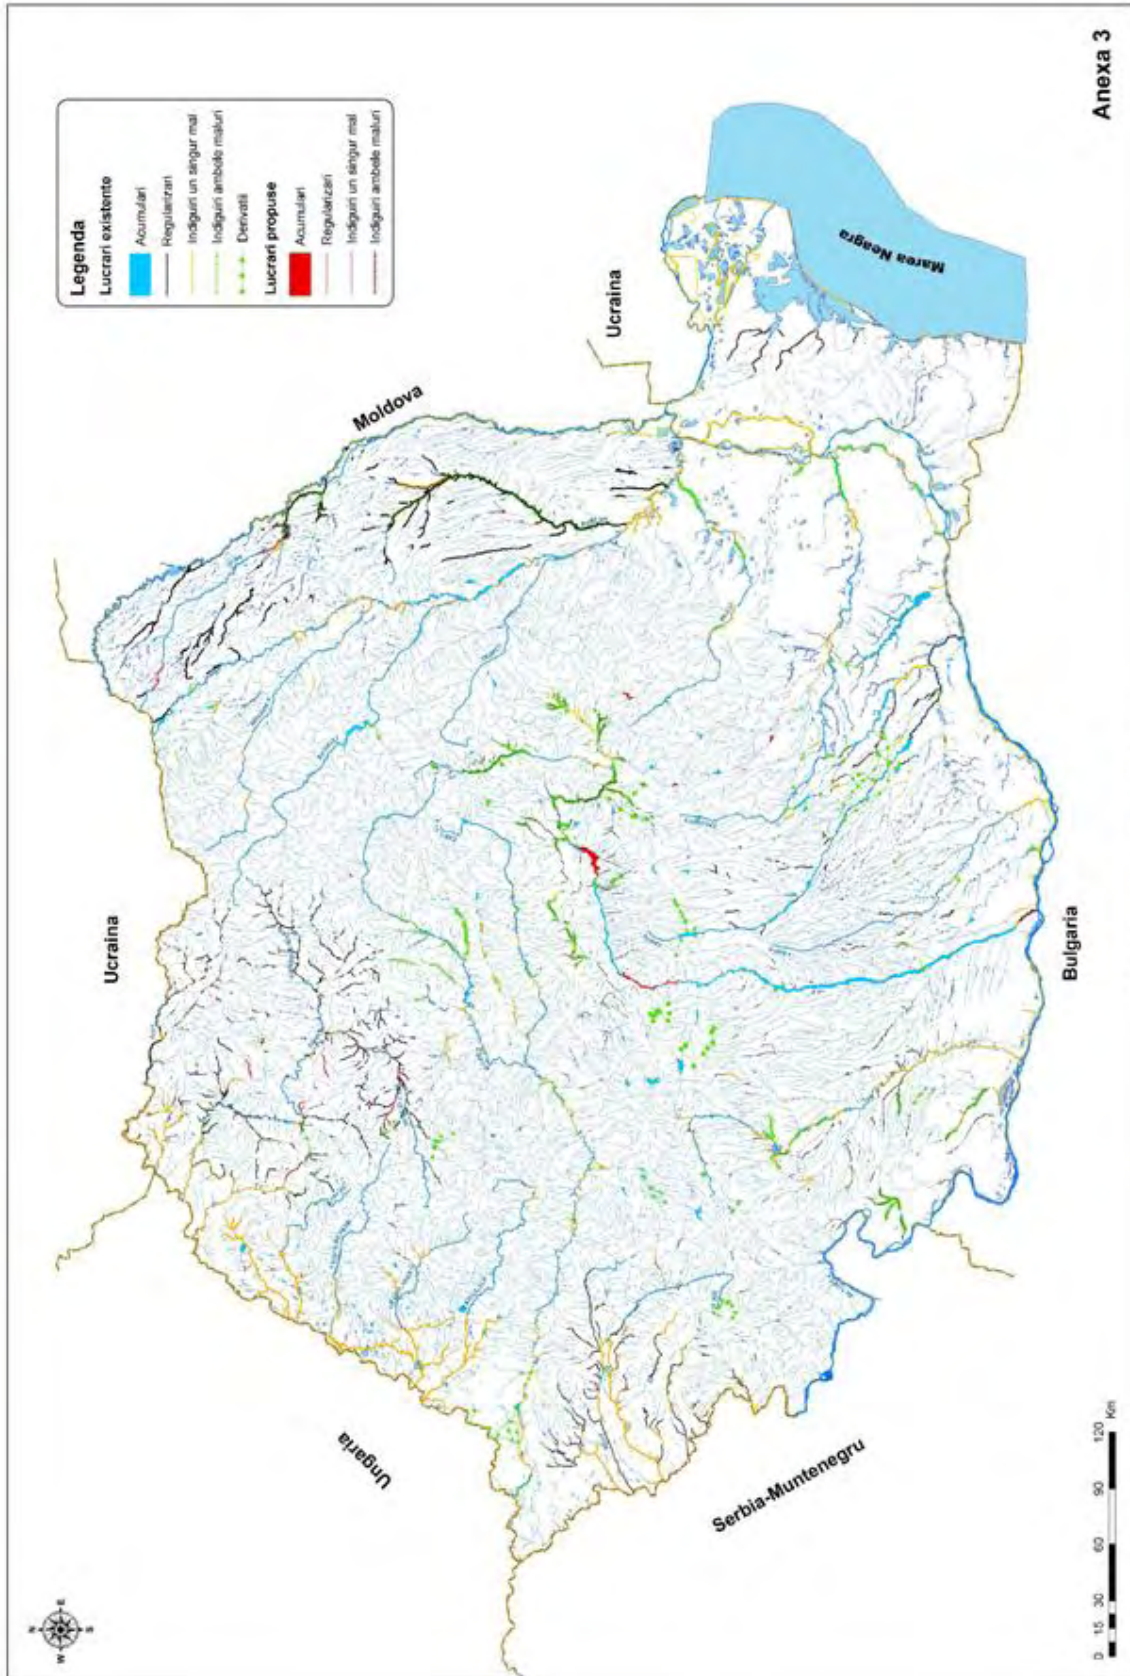 Anexa 3
Legenda
Lucrari existente
Acumulari
Regularizari
Indiguiri un singur mal
Indiguiri ambele maluri
Derivatii
Lucrari propuse
Acumulari
Regularizari
Indiguiri un singur mal
Indiguiri ambele maluri
Ucraina
Moldova
Ucraina
Marea Neagra
Ungaria
Serbia-Muntenegru
Bulgaria
N
W E
S
0 15 30 60 90 120
Km